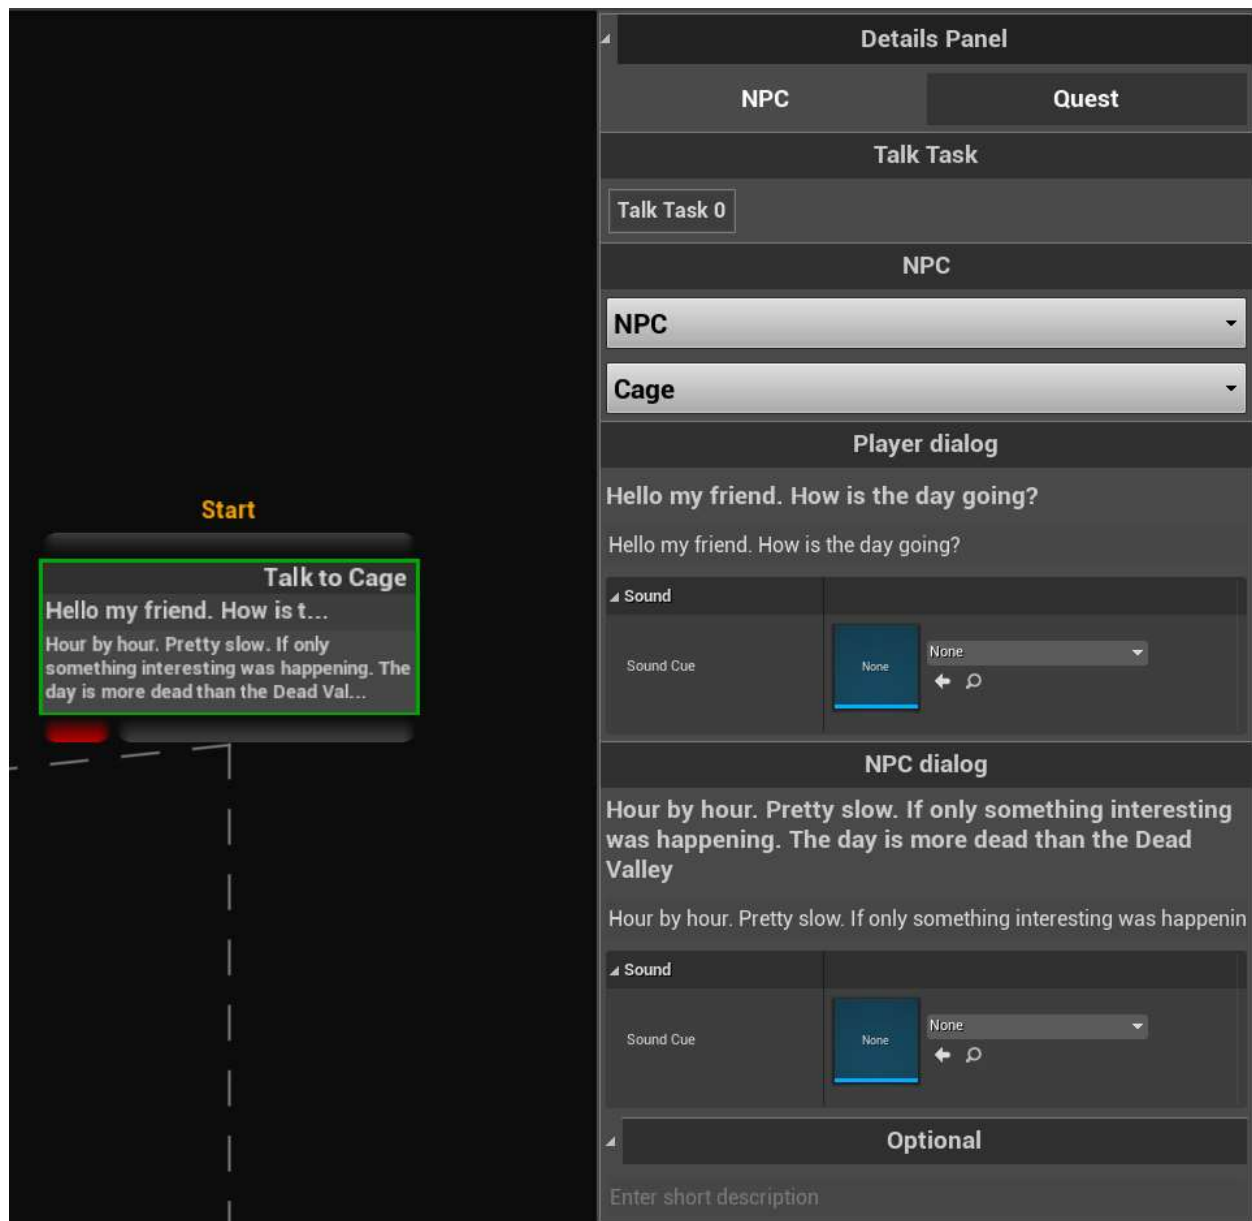 Start
Talk to Cage
Hello my friend. How is t...
Hour by hour. Pretty slow. If only
something interesting was happening. The
day is more dead than the Dead Val...
Details Panel
NPC
Quest
Talk Task
Talk Task 0
NPC
NPC
Cage
Player dialog
Hello my friend. How is the day going?
Hello my friend. How is the day going?
Sound
Sound Cue
None
None
NPC dialog
Hour by hour. Pretty slow. If only something interesting
was happening. The day is more dead than the Dead
Valley
Hour by hour. Pretty slow. If only something interesting was happenin
Sound
Sound Cue
None
None
Optional
Enter short description